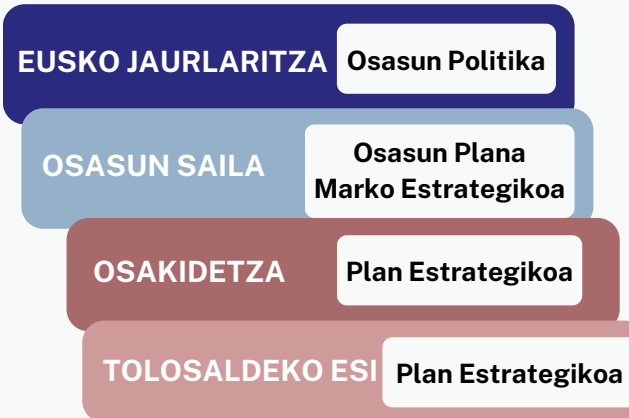 EUSKO JAURLARITZA
Osasun Politika
OSASUN SAILA
Osasun Plana
Marko Estrategikoa
OSAKIDETZA
Plan Estrategikoa
TOLOSALDEKO ESI
Plan Estrategikoa